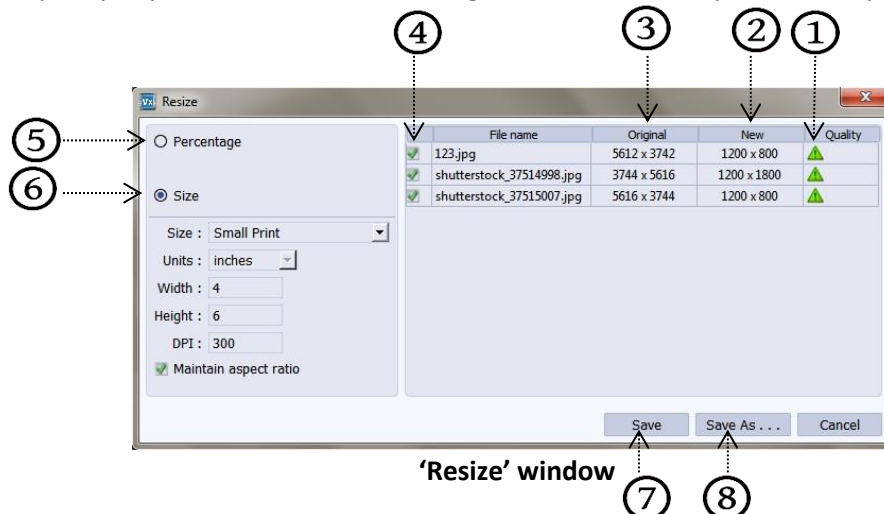 ④ ③ ② ①
Vx Resize
⑤ Percentage
⑥ Size
Size : Small Print
Units : inches
Width : 4
Height : 6
DPI : 300
Maintain aspect ratio
File name Original New Quality
123.jpg 5612 x 3742 1200 x 800
shutterstock_37514998.jpg 3744 x 5616 1200 x 1800
shutterstock_37515007.jpg 5616 x 3744 1200 x 800
Save Save As . . . Cancel
‘Resize’ window
⑦ ⑧